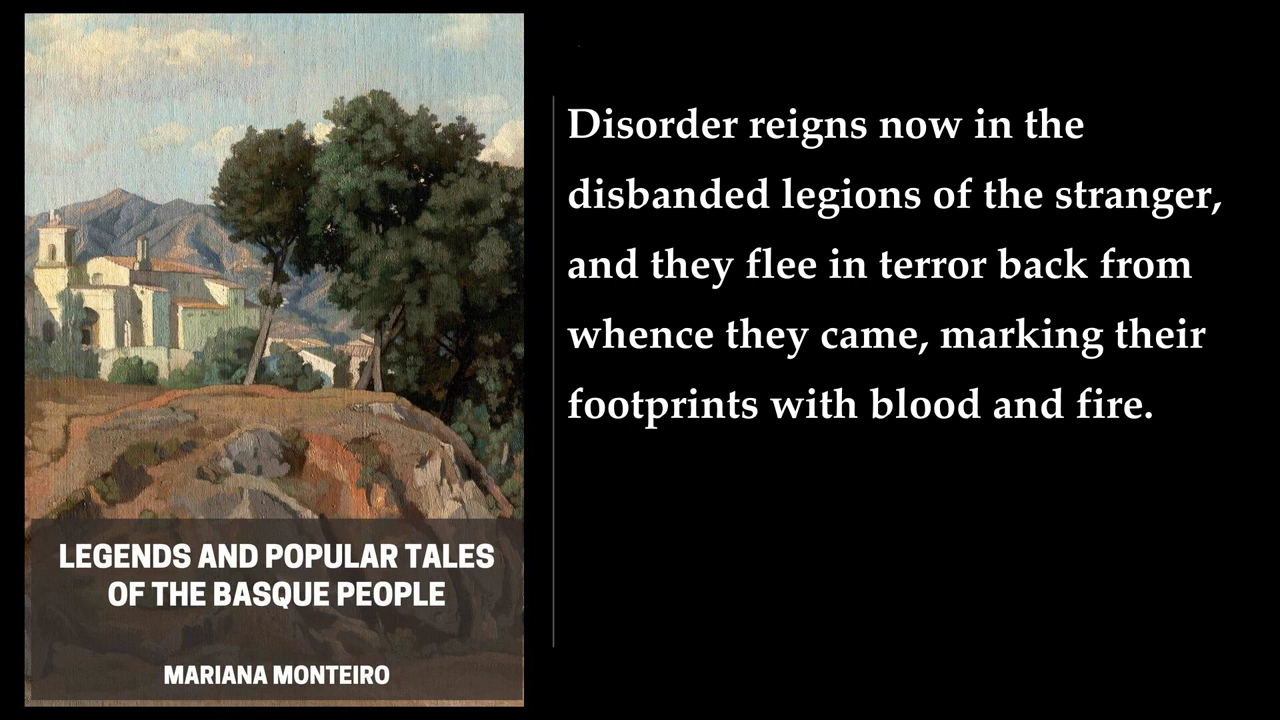 LEGENDS AND POPULAR TALES
OF THE BASQUE PEOPLE
MARIANA MONTEIRO
Disorder reigns now in the
disbanded legions of the stranger,
and they flee in terror back from
whence they came, marking their
footprints with blood and fire.